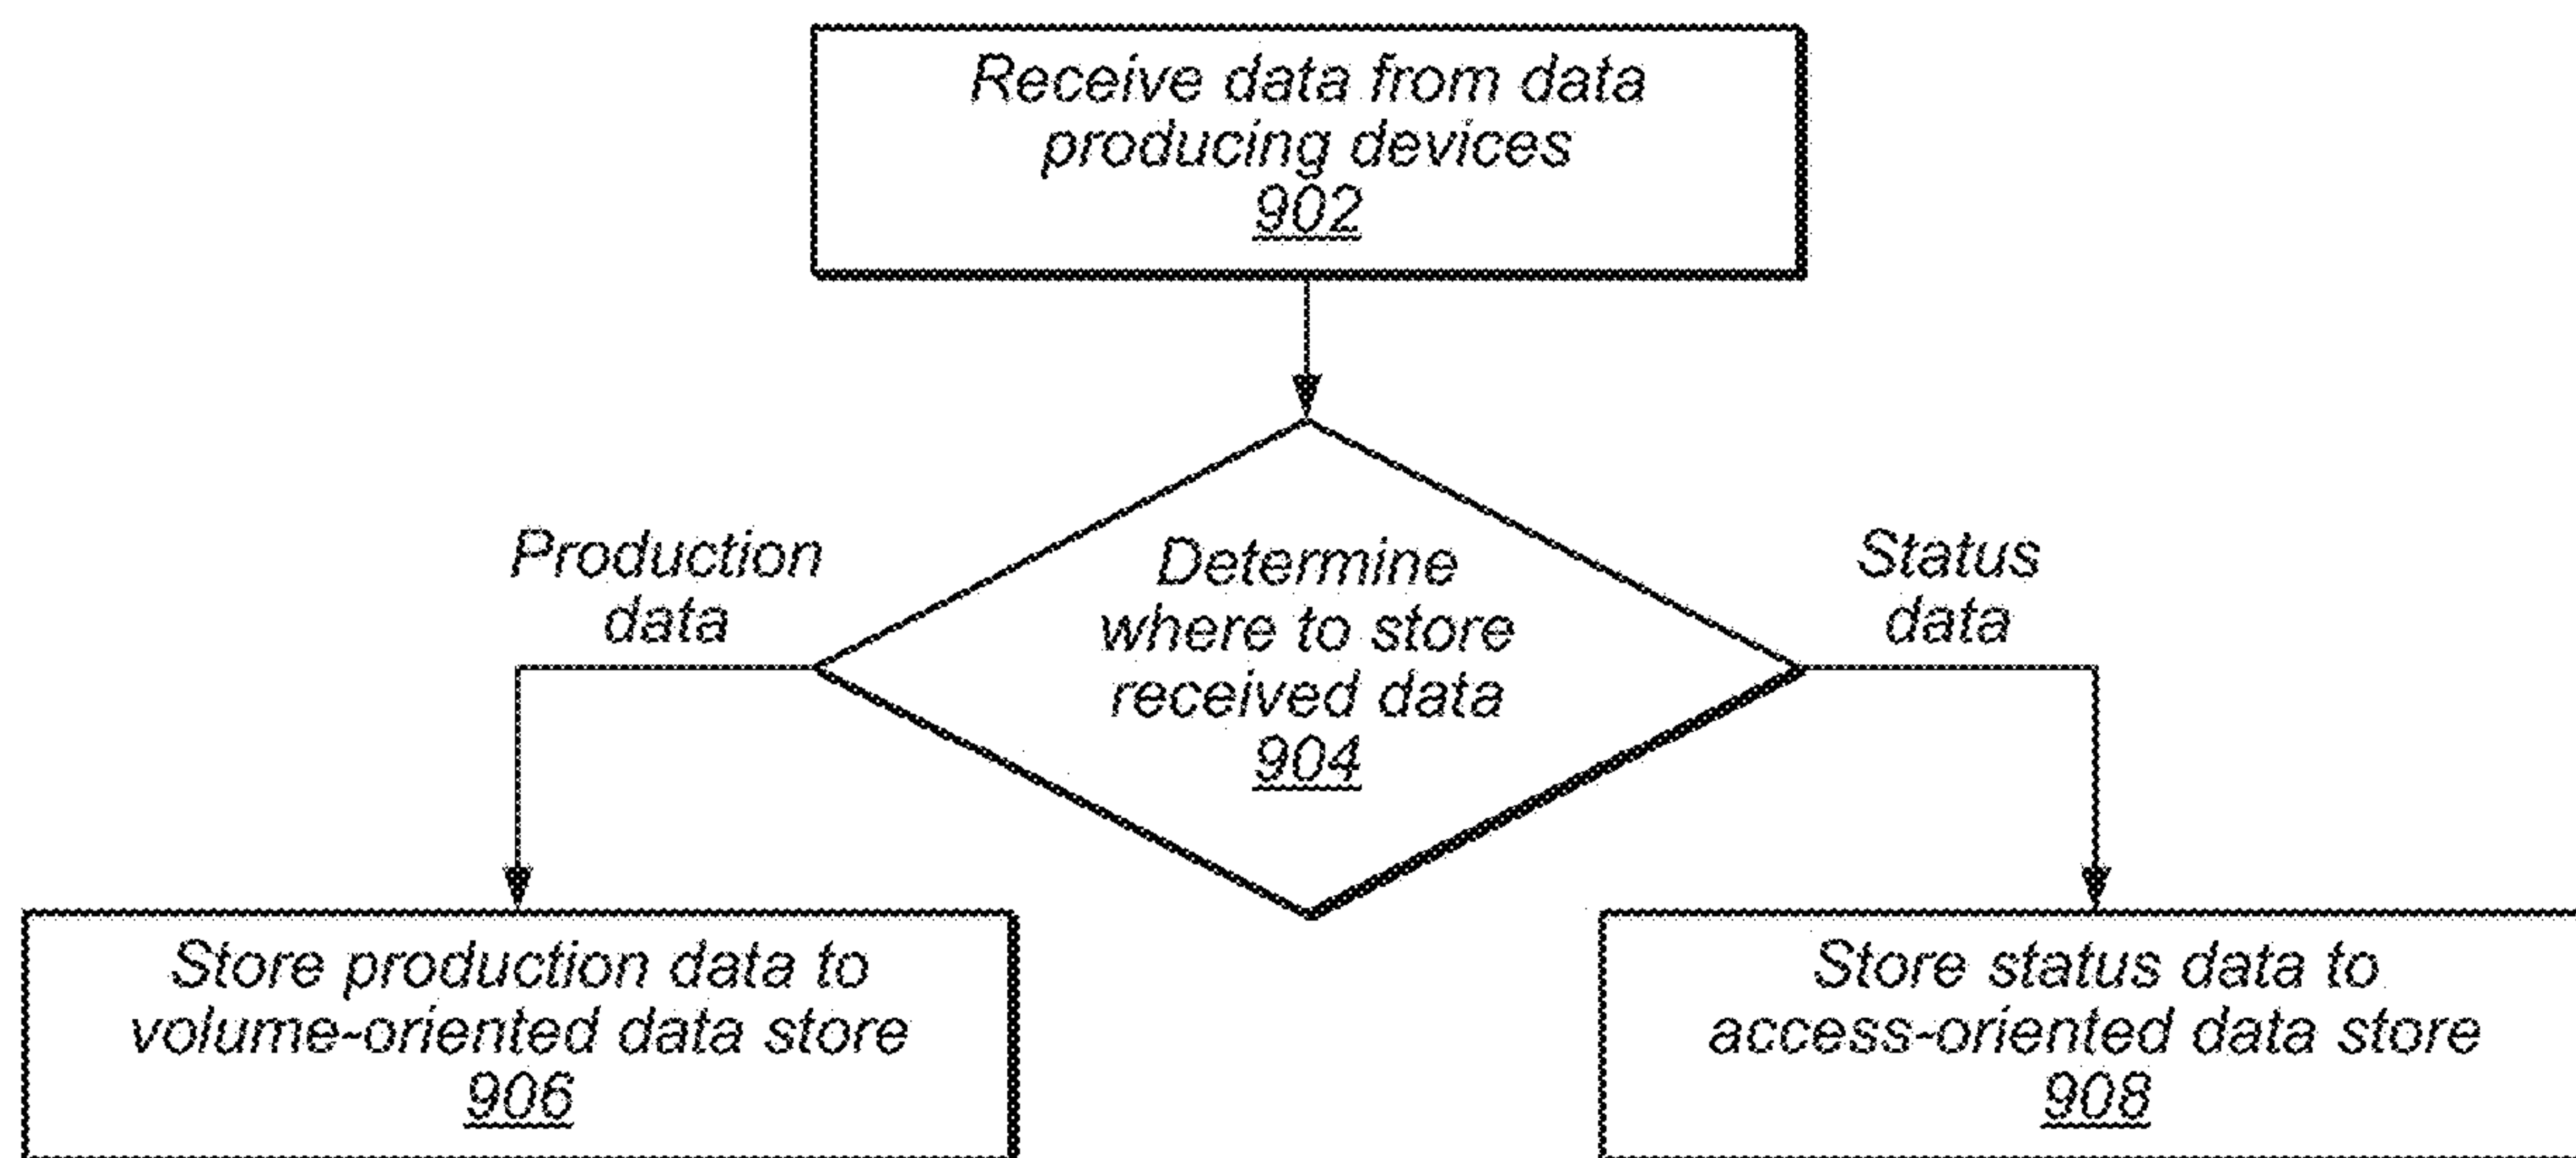 Receive data from data
producing devices
902
Production
data
Determine
where to store
received data
904
Status
data
Store production data to
volume-oriented data store
906
Store status data to
access-oriented data store
908